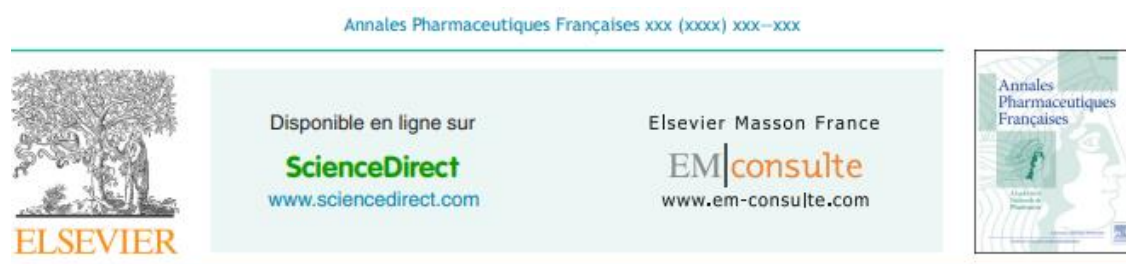 Annales Pharmaceutiques Françaises xxx (xxxx) xxx–xxx
ELSEVIER
Disponible en ligne sur
ScienceDirect
www.sciencedirect.com
Elsevier Masson France
EM|consulte
www.em-consulte.com
Annales
Pharmaceutiques
Françaises